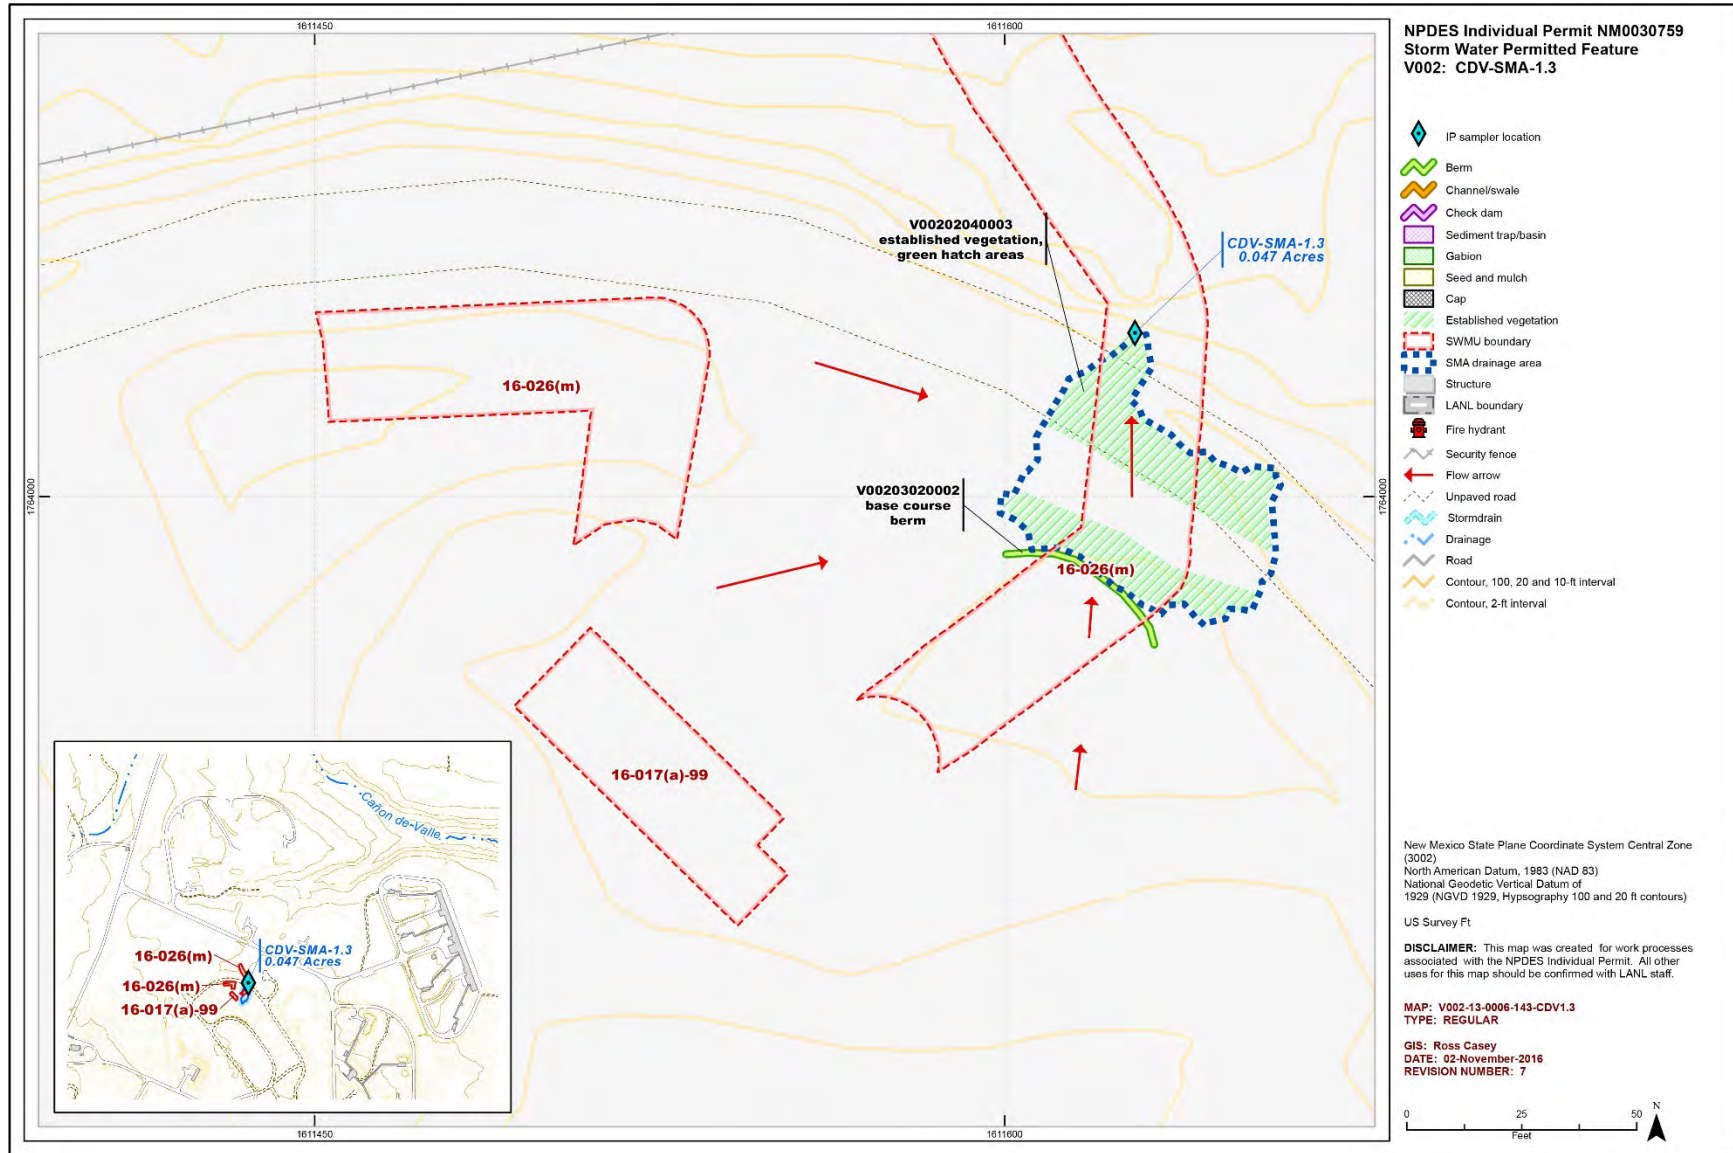 1611450
1611600
NPDES Individual Permit NM0030759
Storm Water Permitted Feature
V002: CDV-SMA-1.3
IP sampler location
Berm
Channel/swale
Check dam
Sediment trap/basin
Gabion
Seed and mulch
Cap
Established vegetation
SWMU boundary
SMA drainage area
Structure
LANL boundary
Fire hydrant
Security fence
Flow arrow
Unpaved road
Stormdrain
Drainage
Road
Contour, 100, 20 and 10-ft interval
Contour, 2-ft interval
V00202040003
established vegetation,
green hatch areas
CDV-SMA-1.3
0.047 Acres
16-026(m)
1764000
1764000
V00203020002
base course
berm
16-026(m)
16-017(a)-99
Cañon de-Valle
CDV-SMA-1.3
0.047 Acres
16-026(m)
16-026(m)
16-017(a)-99
New Mexico State Plane Coordinate System Central Zone
(3002)
North American Datum, 1983 (NAD 83)
National Geodetic Vertical Datum of
1929 (NGVD 1929, Hypsography 100 and 20 ft contours)
US Survey Ft
DISCLAIMER: This map was created for work processes
associated with the NPDES Individual Permit. All other
uses for this map should be confirmed with LANL staff.
MAP: V002-13-0006-143-CDV1.3
TYPE: REGULAR
GIS: Ross Casey
DATE: 02-November-2016
REVISION NUMBER: 7
0 25 50
Feet
N
1611450
1611600